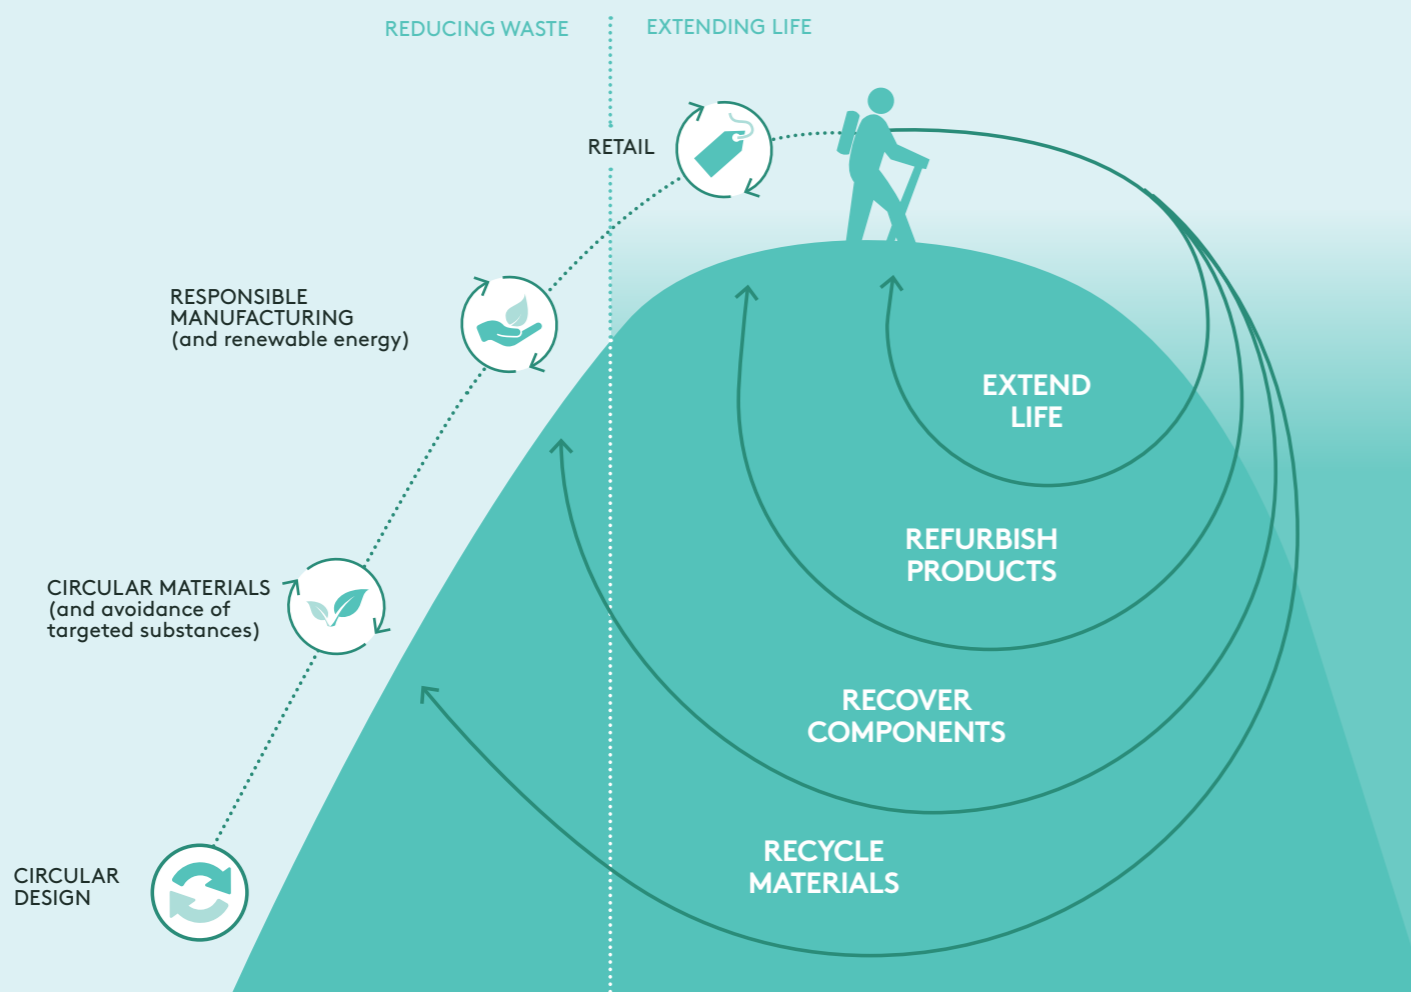 REDUCING WASTE
EXTENDING LIFE
RETAIL
RESPONSIBLE
MANUFACTURING
(and renewable energy)
EXTEND
LIFE
REFURBISH
PRODUCTS
CIRCULAR MATERIALS
(and avoidance of
targeted substances)
RECOVER
COMPONENTS
RECYCLE
MATERIALS
CIRCULAR
DESIGN